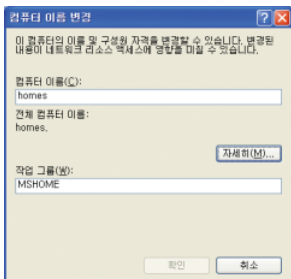 컴퓨터 이름 변경
이 컴퓨터의 이름 및 구성원 자격을 변경할 수 있습니다. 변경된
내용이 네트워크 리소스 액세스에 영향을 미칠 수 있습니다.
컴퓨터 이름(C):
homes
전체 컴퓨터 이름:
homes.
자세히(M)...
작업 그룹(W):
MSHOME
확인
취소